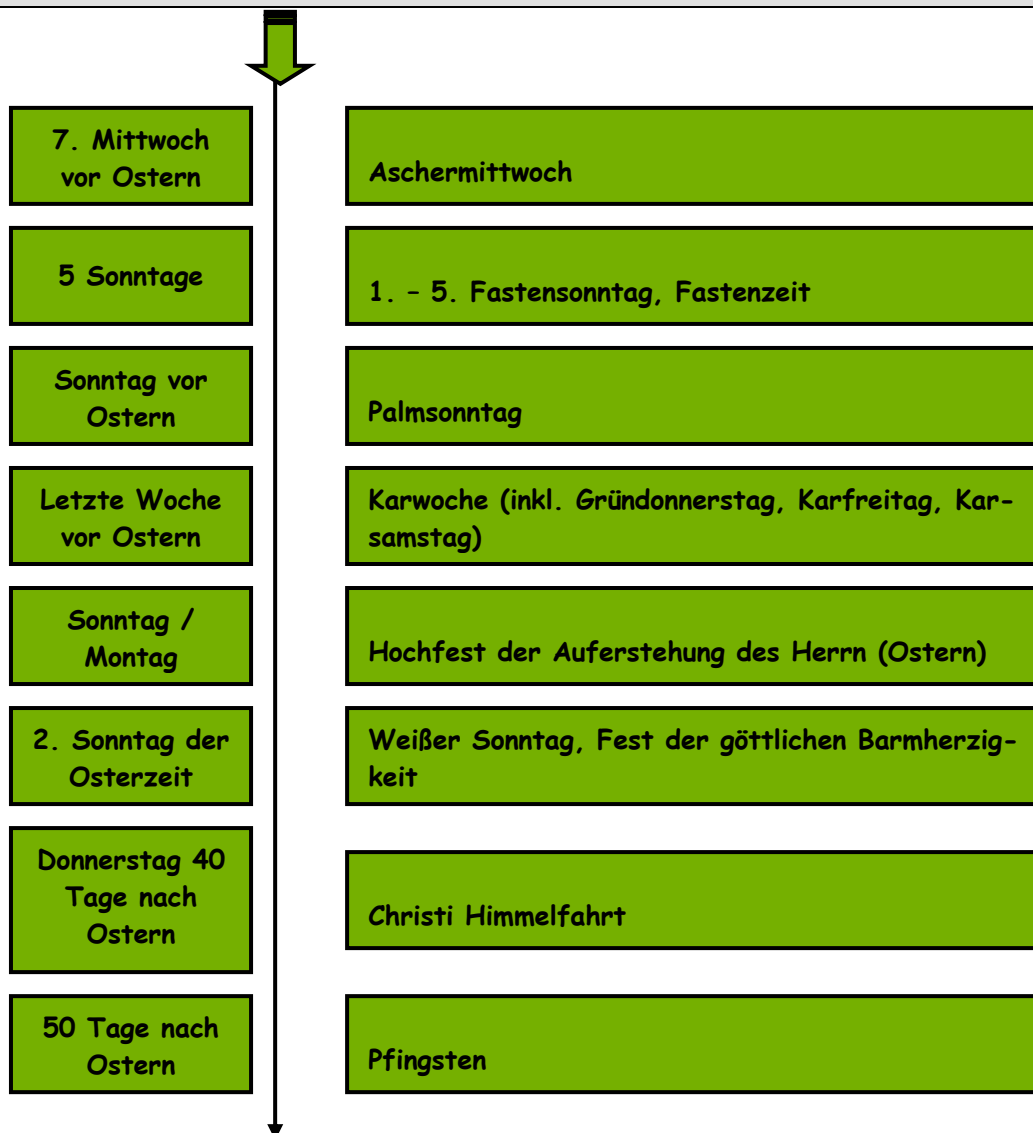 7. Mittwoch
vor Ostern
Aschermittwoch
5 Sonntage
1. – 5. Fastensonntag, Fastenzeit
Sonntag vor
Ostern
Palmsonntag
Letzte Woche
vor Ostern
Karwoche (inkl. Gründonnerstag, Karfreitag, Kar-
samstag)
Sonntag /
Montag
Hochfest der Auferstehung des Herrn (Ostern)
2. Sonntag der
Osterzeit
Weißer Sonntag, Fest der göttlichen Barmherzig-
keit
Donnerstag 40
Tage nach
Ostern
Christi Himmelfahrt
50 Tage nach
Ostern
Pfingsten